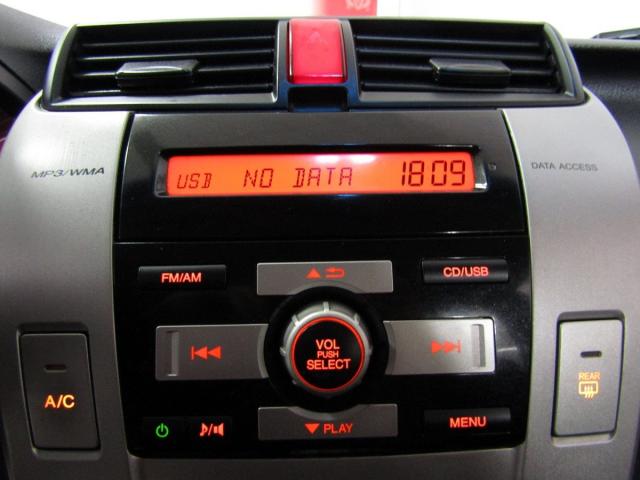 MP3/WMA
USB NO DATA 1809
DATA ACCESS
FM/AM
CD/USB
VOL
PUSH
SELECT
A/C
REAR
PLAY
MENU